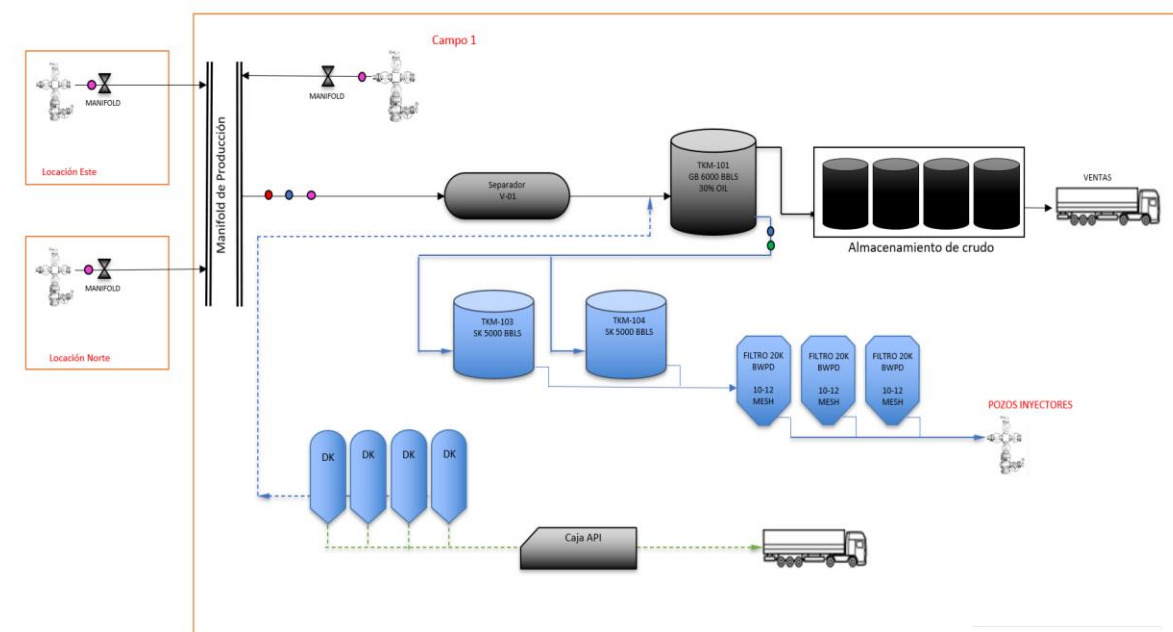 Campo 1
MANIFOLD
Locación Este
MANIFOLD
Manifold de Producción
MANIFOLD
Locación Norte
Separador
V-01
TKM-101
GB 6000 BBLS
30% OIL
Almacenamiento de crudo
VENTAS
TKM-103
SK 5000 BBLS
TKM-104
SK 5000 BBLS
FILTRO 20K
BWPD
10-12
MESH
FILTRO 20K
BWPD
10-12
MESH
FILTRO 20K
BWPD
10-12
MESH
POZOS INYECTORES
DK
DK
DK
DK
Caja API